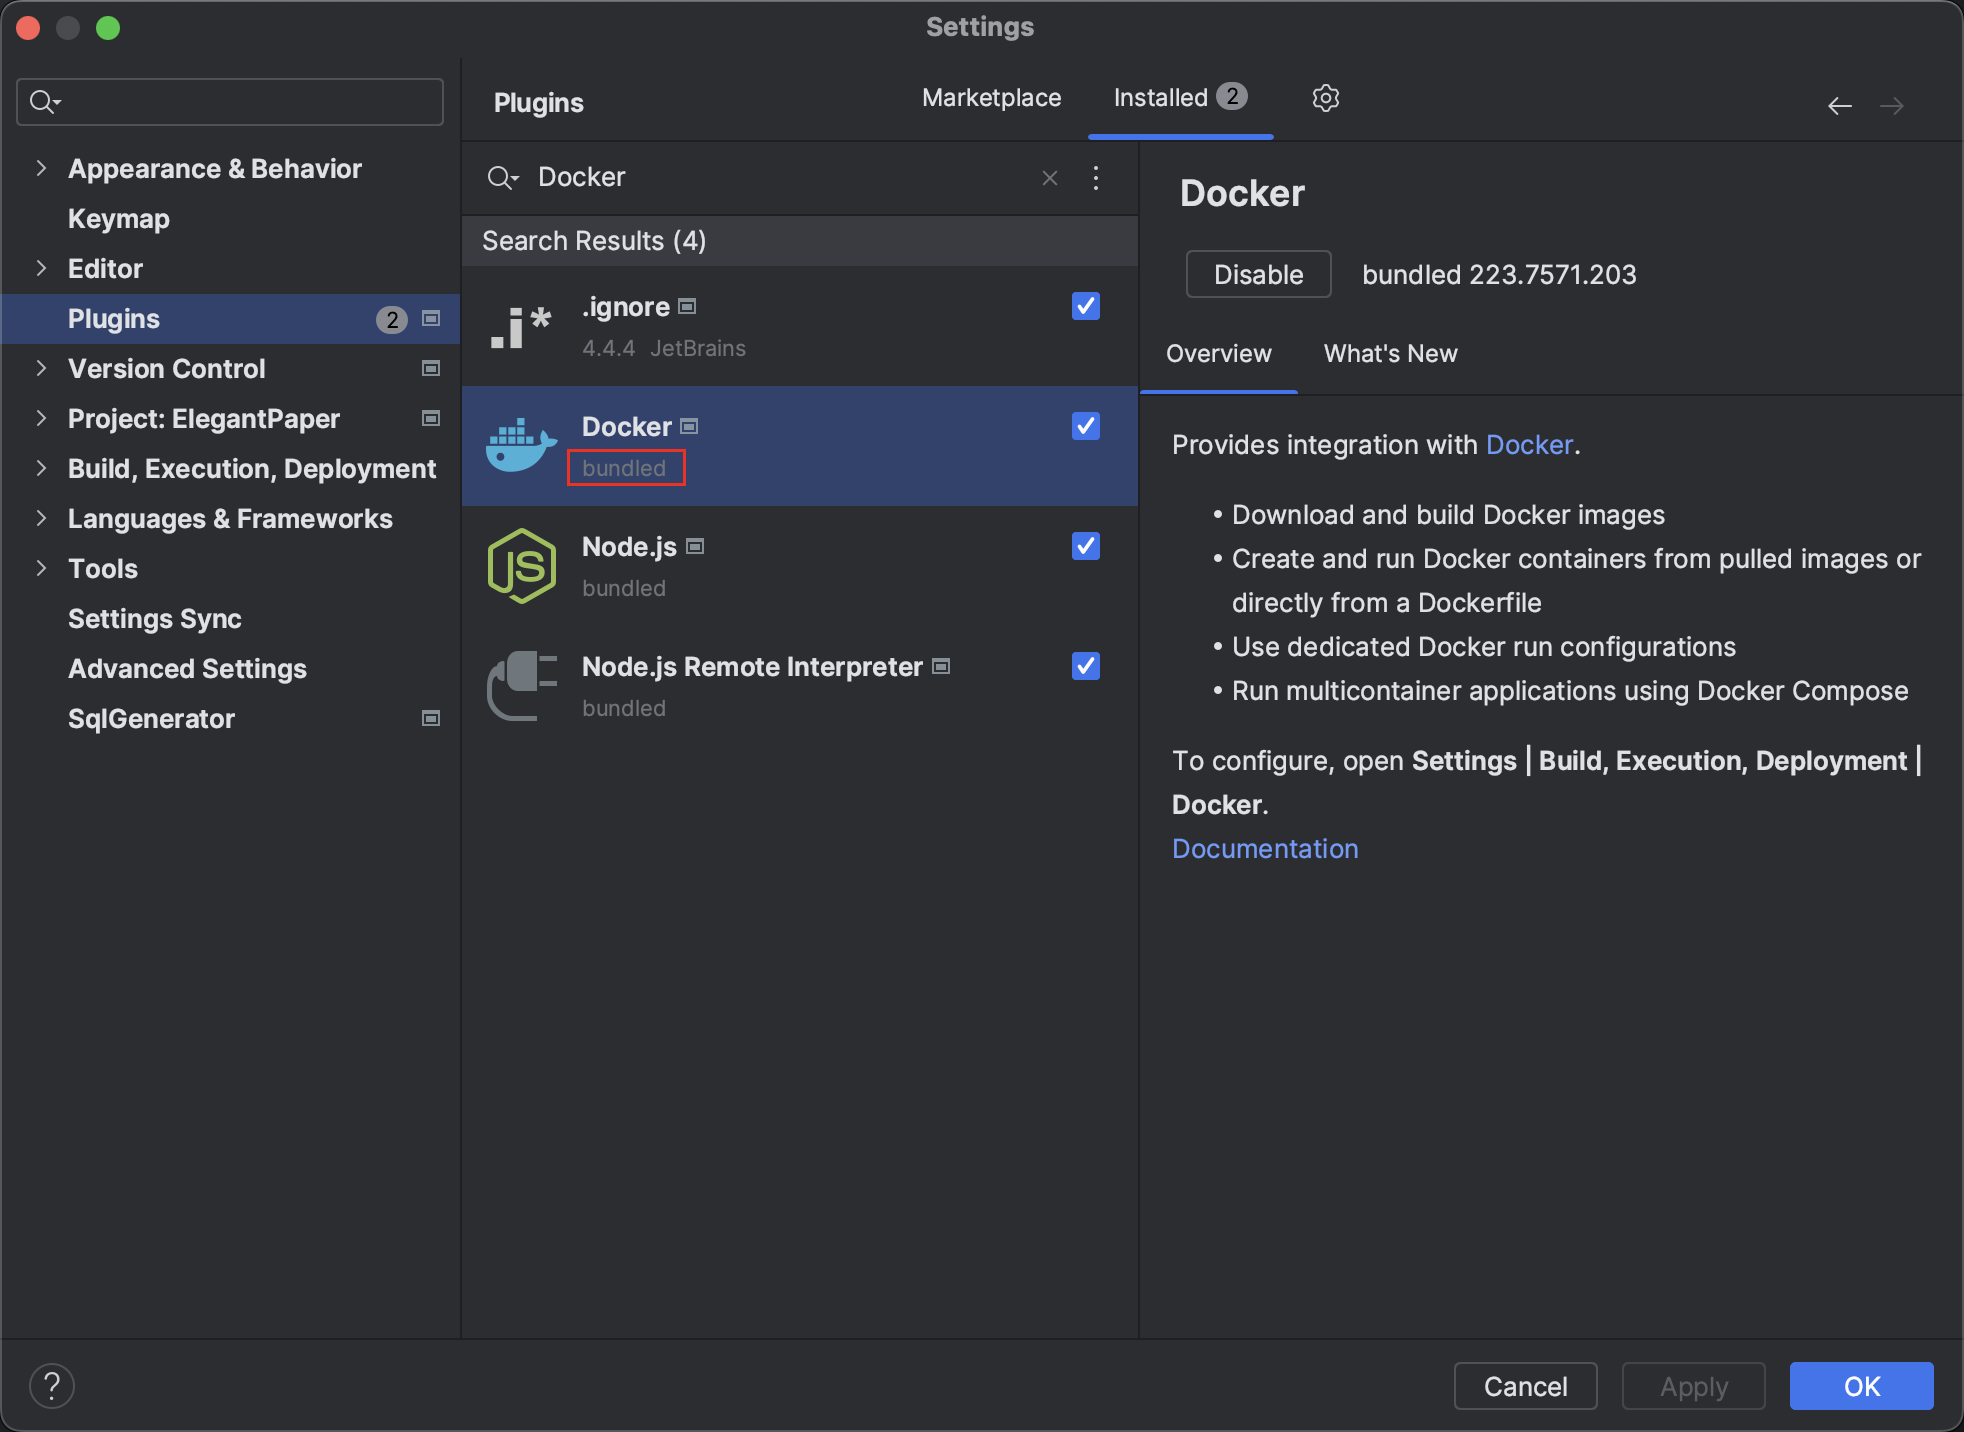 Settings
Appearance & Behavior
Keymap
Editor
Plugins 2
Version Control
Project: ElegantPaper
Build, Execution, Deployment
Languages & Frameworks
Tools
Settings Sync
Advanced Settings
SqlGenerator
Plugins
Marketplace
Installed 2
Docker
Search Results (4)
.i*
.ignore
4.4.4 JetBrains
Docker
bundled
JS
Node.js
bundled
Node.js Remote Interpreter
bundled
Docker
Disable
bundled 223.7571.203
Overview
What's New
Provides integration with Docker.
• Download and build Docker images
• Create and run Docker containers from pulled images or
directly from a Dockerfile
• Use dedicated Docker run configurations
• Run multicontainer applications using Docker Compose
To configure, open Settings | Build, Execution, Deployment |
Docker.
Documentation
?
Cancel
Apply
OK